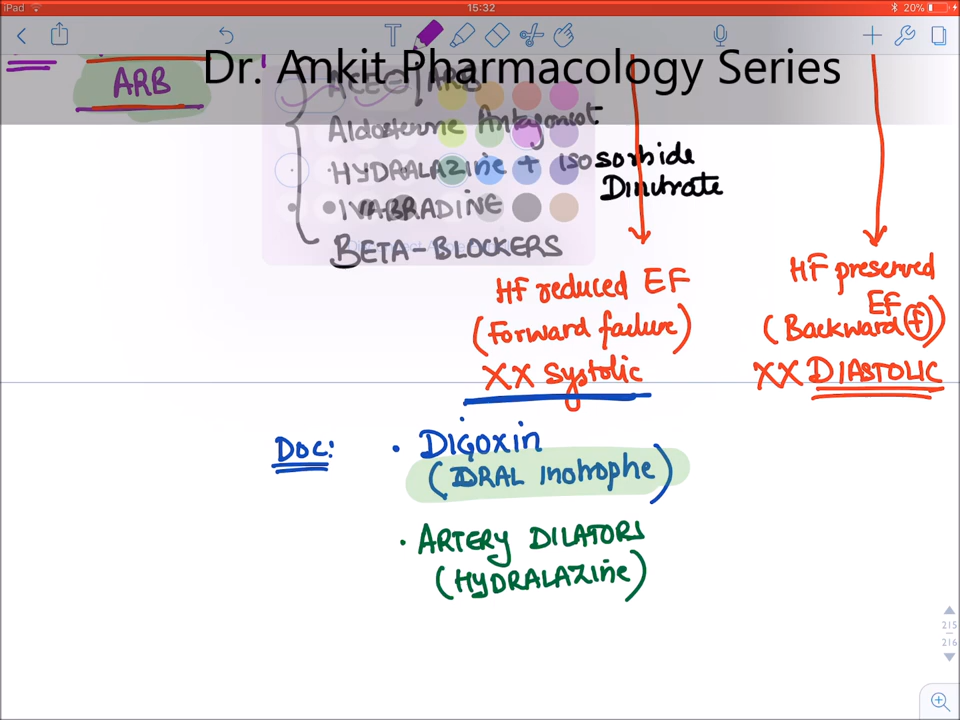 iPad 15:32 20%
Dr. Ankit Pharmacology Series
ARB
ACEⒾ/ARB
Aldosterone Antagonist
HYDRALAZINE + ISOSORBIDE
Dinitrate
• IVABRADINE
BETA-BLOCKERS
HF reduced EF
(Forward failure)
XX Systolic
HF preserved
EF
(Backward f)
XX DIASTOLIC
DOC:
• DIGOXIN
(ORAL Inotrophe)
• ARTERY DILATORS
(HYDRALAZINE)
215
216